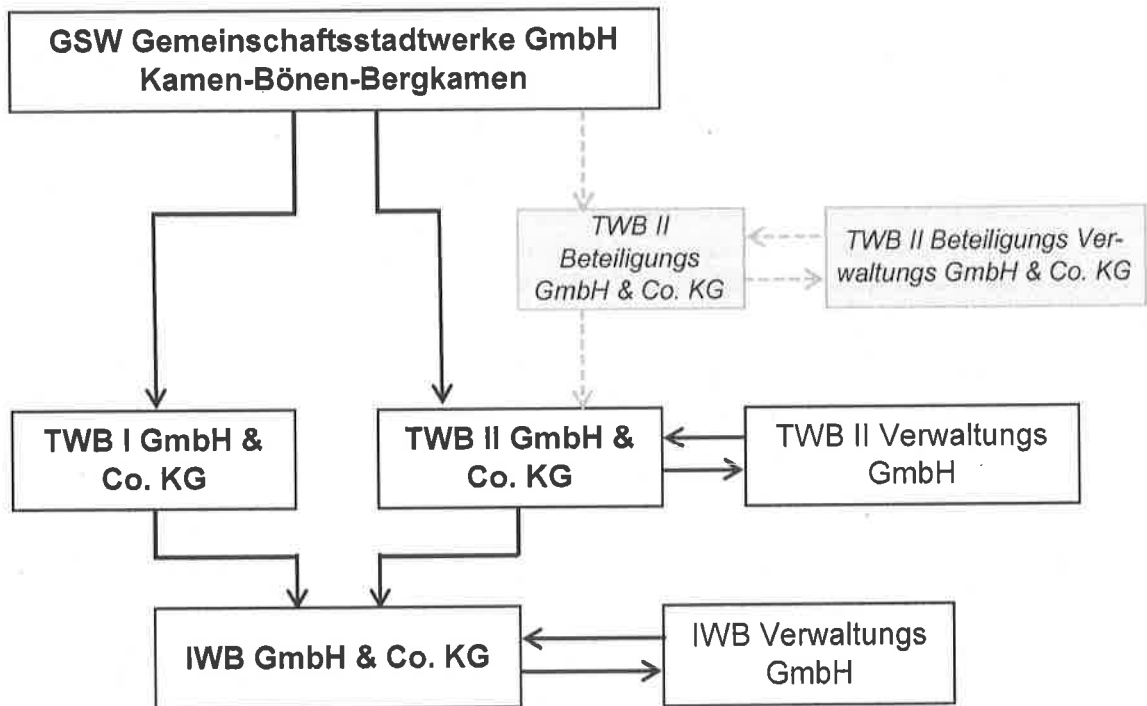 GSW Gemeinschaftsstadtwerke GmbH
Kamen-Bönen-Bergkamen
TWB II
Beteiligungs
GmbH & Co. KG
TWB II Beteiligungs Ver-
waltungs GmbH & Co. KG
TWB I GmbH &
Co. KG
TWB II GmbH &
Co. KG
TWB II Verwaltungs
GmbH
IWB GmbH & Co. KG
IWB Verwaltungs
GmbH